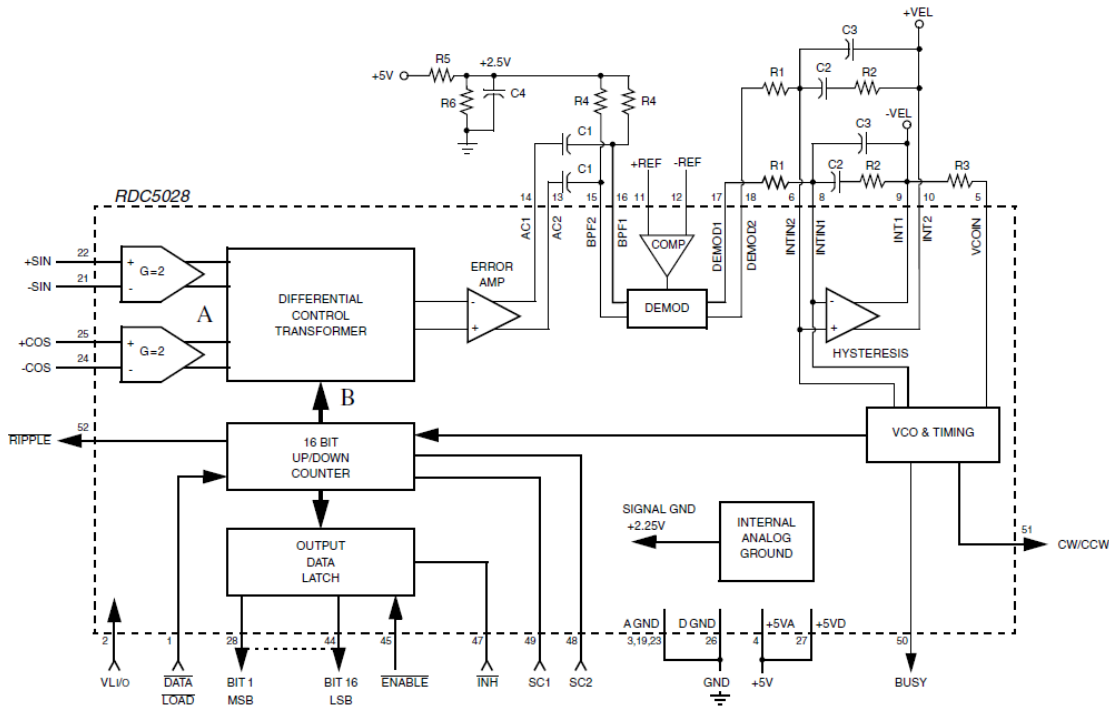 +VEL
C3
+5V
R5
+2.5V
C2
R2
R1
R6
C4
R4
R4
-VEL
C3
C1
+REF
-REF
R1
C2
R2
R3
C1
RDC5028
14
13
15
16
11
12
17
18
6
8
9
10
5
AC1
AC2
BPF2
BPF1
COMP
DEMOD1
DEMOD2
INTIN2
INTIN1
INT1
INT2
VCOIN
+SIN
22
+
G=2
-SIN
21
-
A
DIFFERENTIAL
CONTROL
TRANSFORMER
ERROR
AMP
-
+
DEMOD
-
+
HYSTERESIS
+COS
25
+
G=2
-COS
24
-
B
RIPPLE
52
16 BIT
UP/DOWN
COUNTER
VCO & TIMING
SIGNAL GND
+2.25V
INTERNAL
ANALOG
GROUND
51
CW/CCW
OUTPUT
DATA
LATCH
A GND
D GND
+5VA
+5VD
2
1
28
44
45
47
49
48
3,19,23
26
4
27
50
VLI/O
DATA
LOAD
BIT 1
MSB
BIT 16
LSB
ENABLE
INH
SC1
SC2
GND
+5V
BUSY